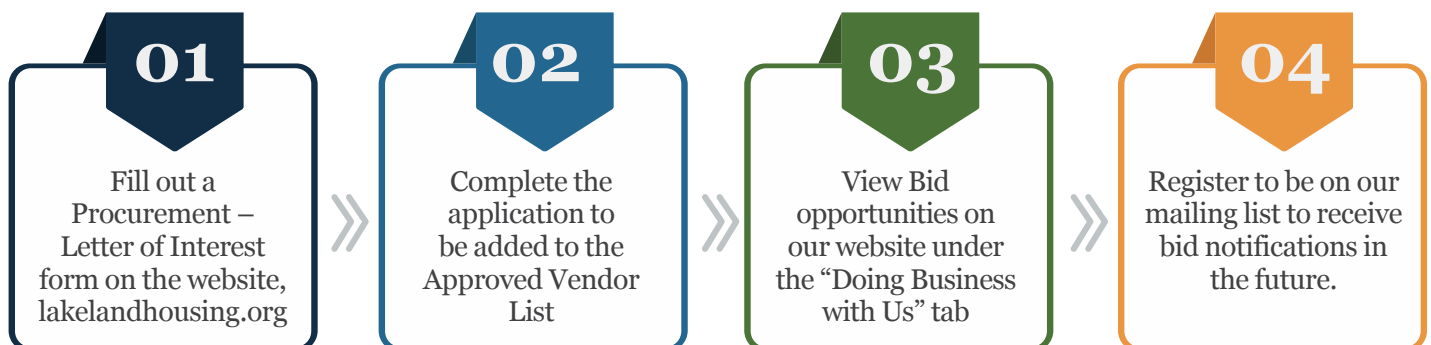 01
Fill out a
Procurement –
Letter of Interest
form on the website,
lakelandhousing.org
02
Complete the
application to
be added to the
Approved Vendor
List
03
View Bid
opportunities on
our website under
the “Doing Business
with Us” tab
04
Register to be on our
mailing list to receive
bid notifications in
the future.